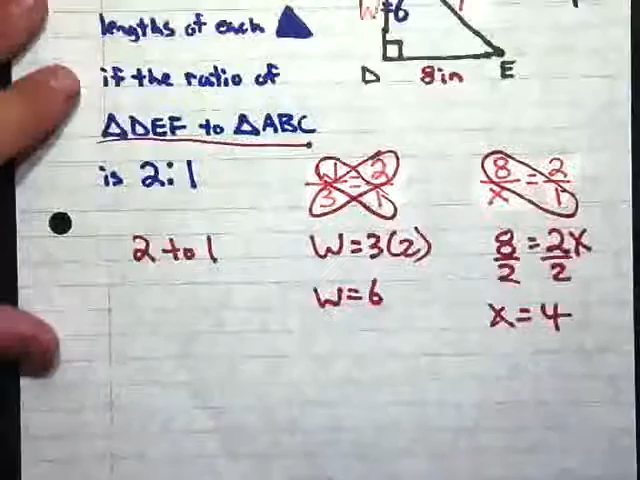 lengths of each
W=6
if the ratio of
D 8in E
ΔDEF to ΔABC
is 2:1
W/3 = 2/1
8/x = 2/1
2 to 1
W=3(2)
8/2 = 2x/2
W=6
x=4